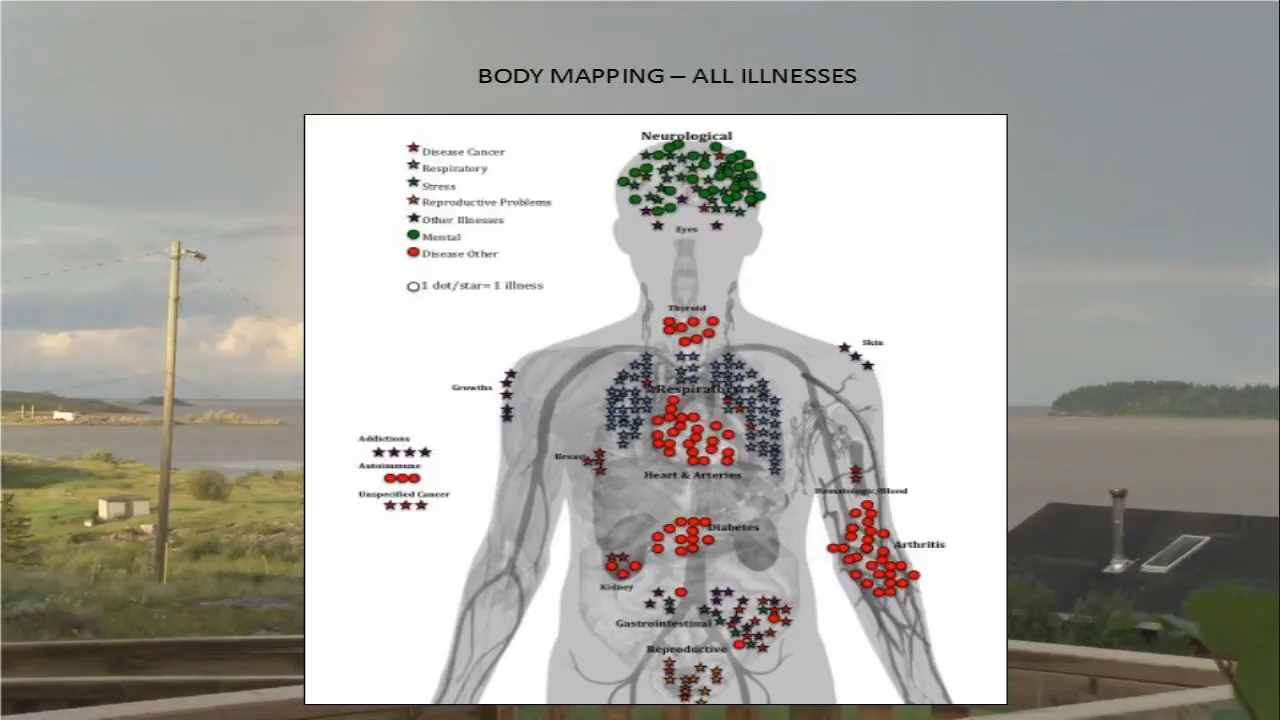 BODY MAPPING – ALL ILLNESSES
Neurological
Disease Cancer
Respiratory
Stress
Reproductive Problems
Other Illnesses
Mental
Disease Other
1 dot/star= 1 illness
Eyes
Thyroid
Skin
Growths
Respiratory
Addictions
Autoimmune
Unspecified Cancer
Breast
Heart & Arteries
Hematologic/Blood
Diabetes
Arthritis
Kidney
Gastrointestinal
Reproductive